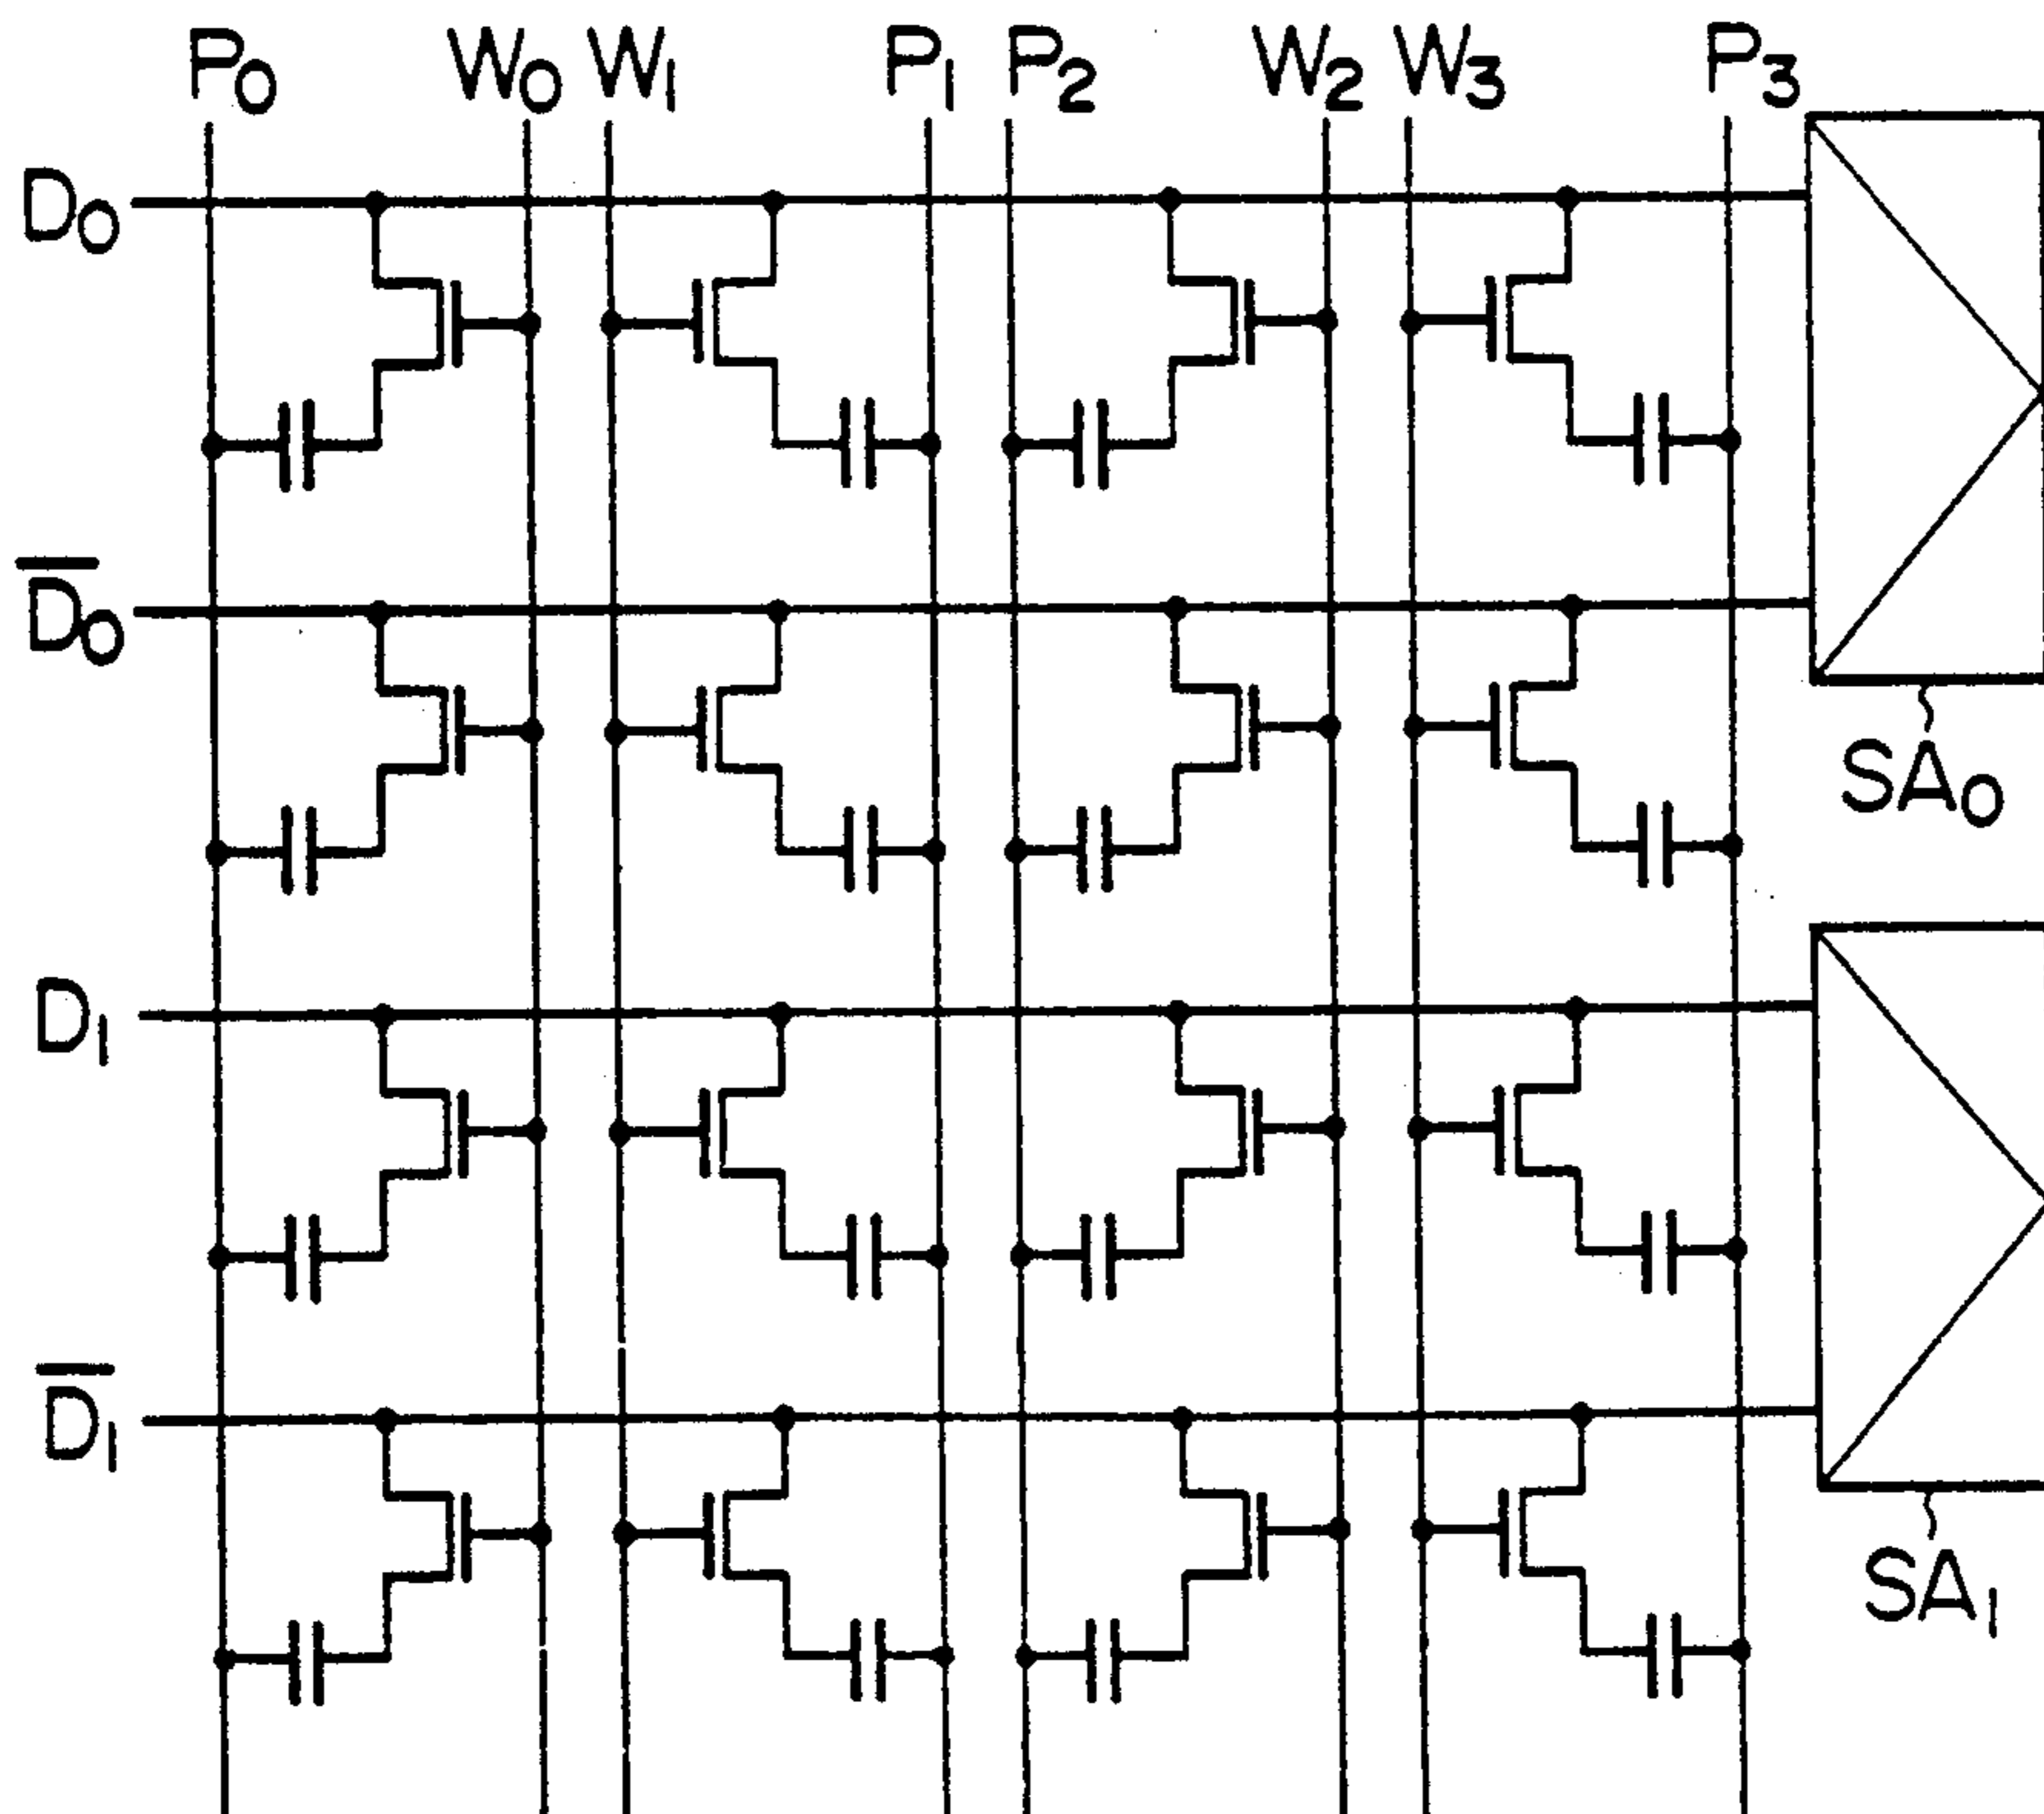 P₀ W₀ W₁ P₁ P₂ W₂ W₃ P₃
D₀
D̅₀
SA₀
D₁
D̅₁
SA₁